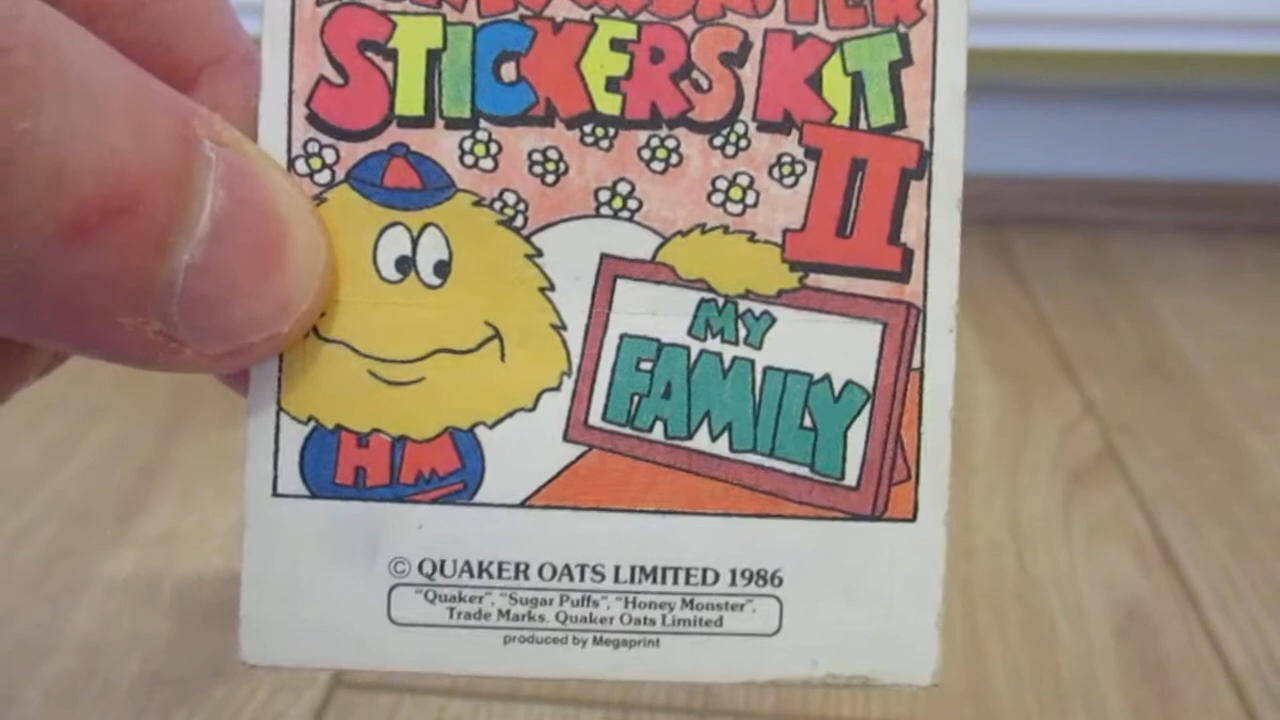 STICKERS KIT
II
MY
FAMILY
HM
© QUAKER OATS LIMITED 1986
"Quaker", "Sugar Puffs", "Honey Monster",
Trade Marks. Quaker Oats Limited
produced by Megaprint